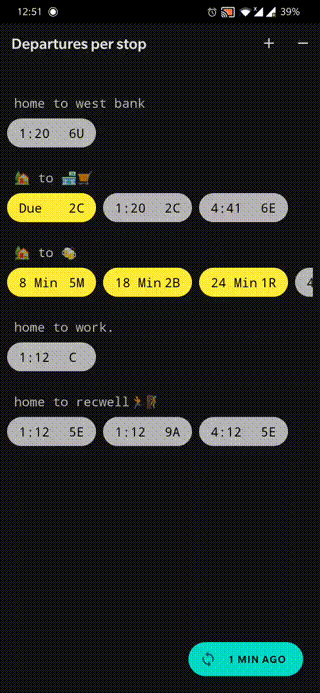 12:51 39%
Departures per stop + −
home to west bank
1:20 6U
🏡 to 🏪🛒
Due 2C 1:20 2C 4:41 6E
🏡 to 🍻
8 Min 5M 18 Min 2B 24 Min 1R 4
home to work.
1:12 C
home to recwell🏃🧗
1:12 5E 1:12 9A 4:12 5E
1 MIN AGO